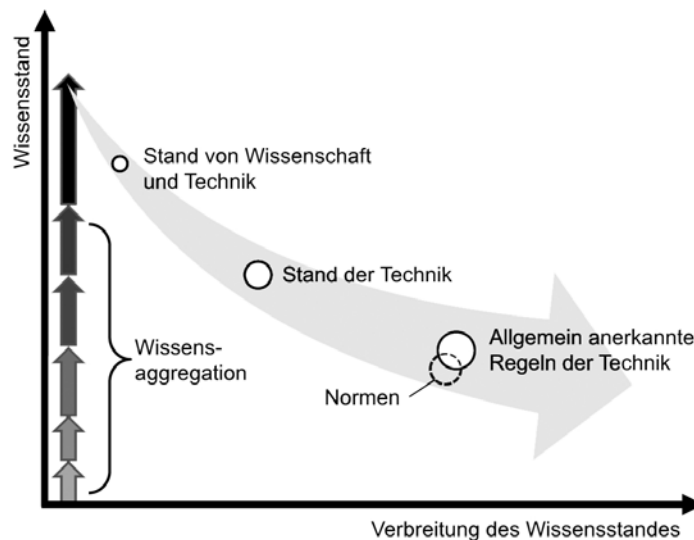 Wissensstand
Stand von Wissenschaft
und Technik
Stand der Technik
Wissens-
aggregation
Allgemein anerkannte
Regeln der Technik
Normen
Verbreitung des Wissensstandes